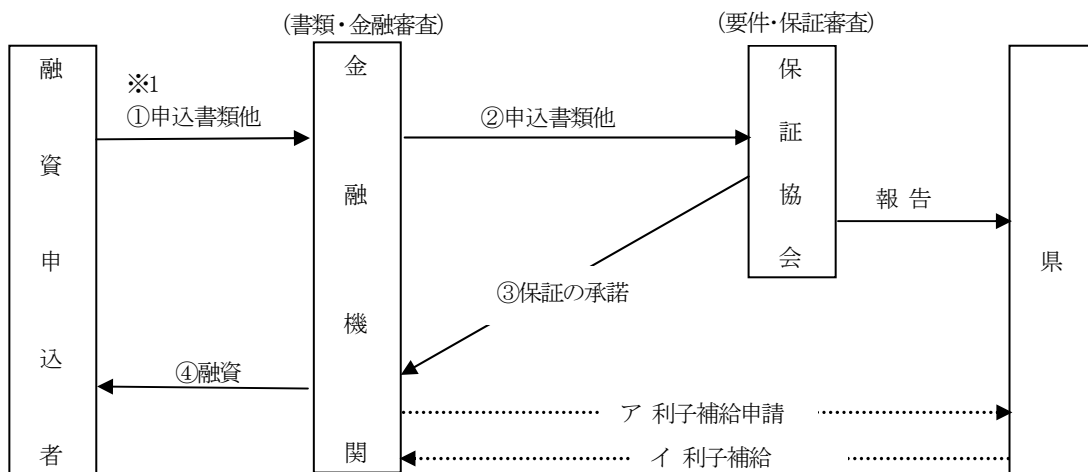 (書類・金融審査)
(要件・保証審査)
融資申込者
金融機関
保証協会
県
※1
①申込書類他
②申込書類他
報 告
③保証の承諾
④融資
ア 利子補給申請
イ 利子補給